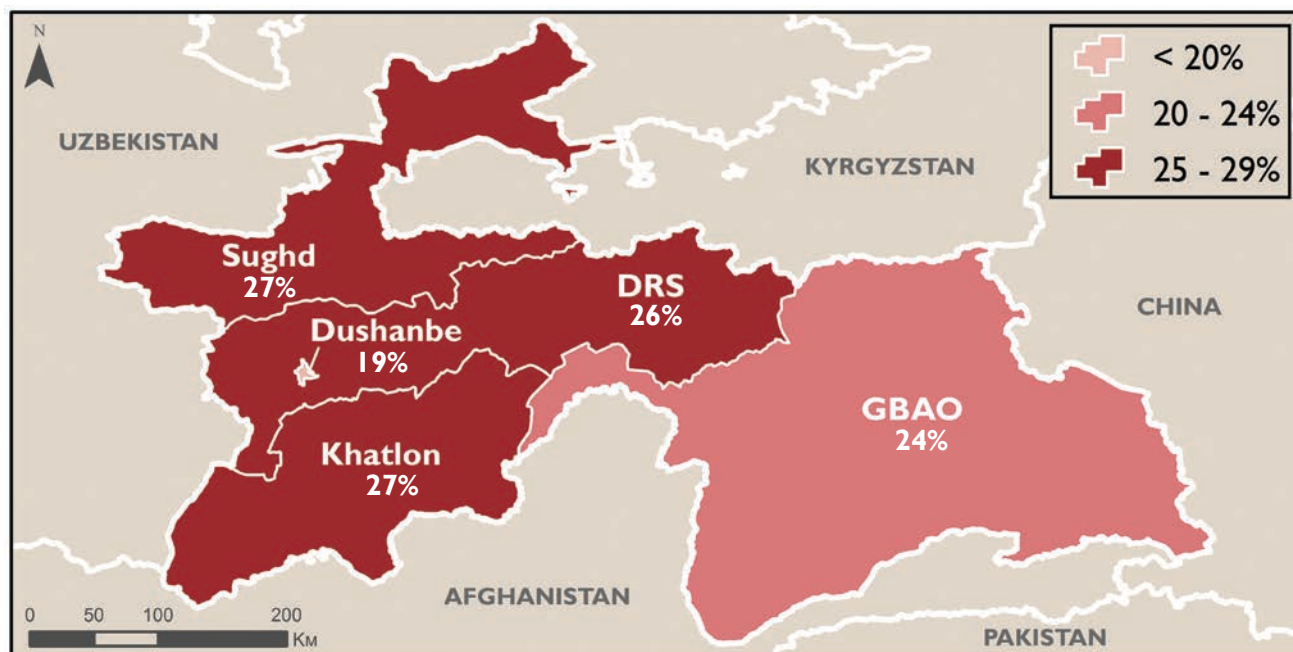 N
< 20%
20 - 24%
25 - 29%
UZBEKISTAN
KYRGYZSTAN
CHINA
Sughd
27%
DRS
26%
Dushanbe
19%
GBAO
24%
Khatlon
27%
AFGHANISTAN
PAKISTAN
0 50 100 200
Km